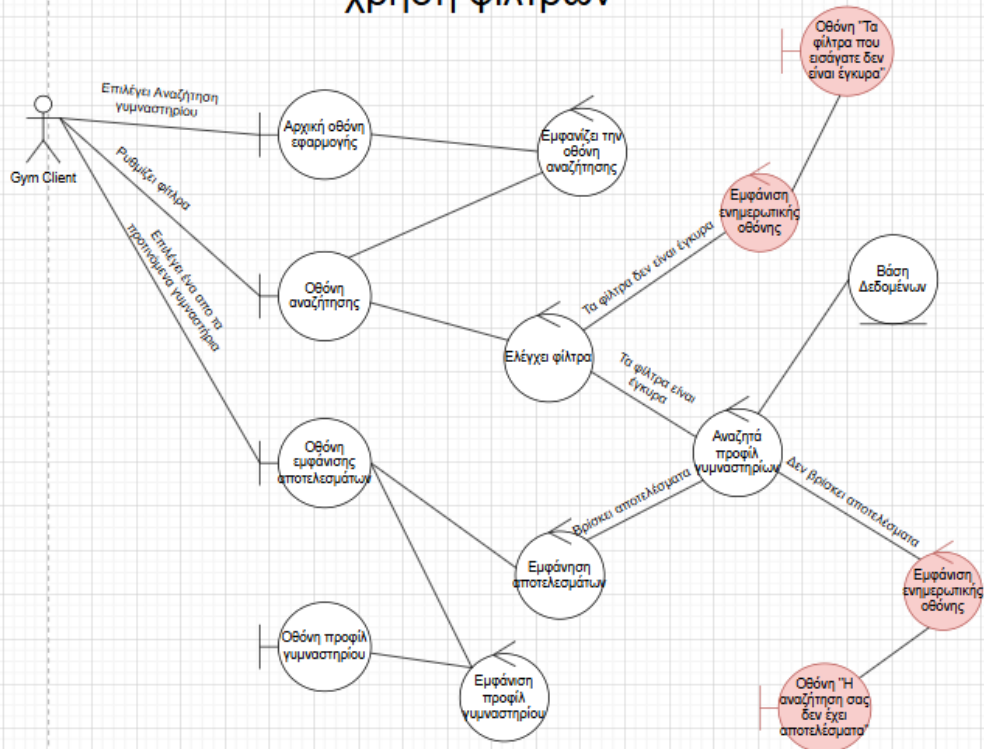 χρήση φίλτρων
Οθόνη "Τα
φίλτρα που
εισάγατε δεν
είναι έγκυρα"
Επιλέγει Αναζήτηση
γυμναστηρίου
Αρχική οθόνη
εφαρμογής
Εμφανίζει την
οθόνη
αναζήτησης
Gym Client
Ρυθμίζει φίτλρα
Εμφάνιση
ενημερωτικής
οθόνης
Επιλέγει ένα απο τα
προτινόμενα γυμναστήρια
Τα φίλτρα δεν είναι έγκυρα
Βάση
Δεδομένων
Οθόνη
αναζήτησης
Ελέγχει φίλτρα
Τα φίλτρα είναι
έγκυρα
Αναζητά
προφίλ
γυμναστηρίων
Οθόνη
εμφάνισης
αποτελεσμάτων
Βρίσκει αποτελέσματα
Δεν βρίσκει αποτελέσματα
Εμφάνηση
αποτελεσμάτων
Εμφάνιση
ενημερωτικής
οθόνης
Οθόνη προφίλ
γυμναστηρίου
Εμφάνιση
προφίλ
γυμναστηρίου
Οθόνη "Η
αναζήτηση σας
δεν έχει
αποτελέσματα"